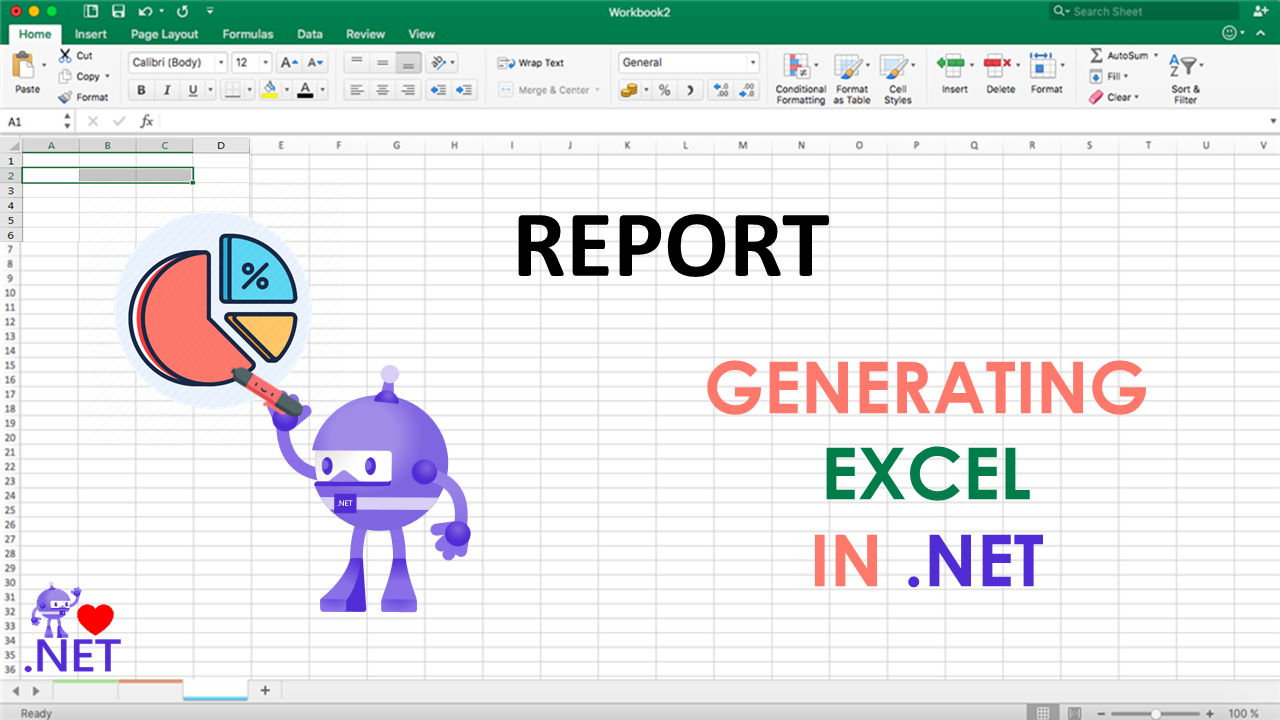 Workbook2
Search Sheet
Home Insert Page Layout Formulas Data Review View
Cut
Copy
Format
Paste
Calibri (Body) 12 A A
B I U A
Wrap Text
Merge & Center
General
%
Conditional Formatting
Format as Table
Cell Styles
Insert Delete Format
AutoSum
Fill
Clear
Sort & Filter
A1 fx
A B C D E F G H I J K L M N O P Q R S T U V
1
2
3
4
5
6
7
8
9
10
11
12
13
14
15
16
17
18
19
20
21
22
23
24
25
26
27
28
29
30
31
32
33
34
35
36
REPORT
%
GENERATING
EXCEL
IN .NET
.NET
.NET
Ready
100 %